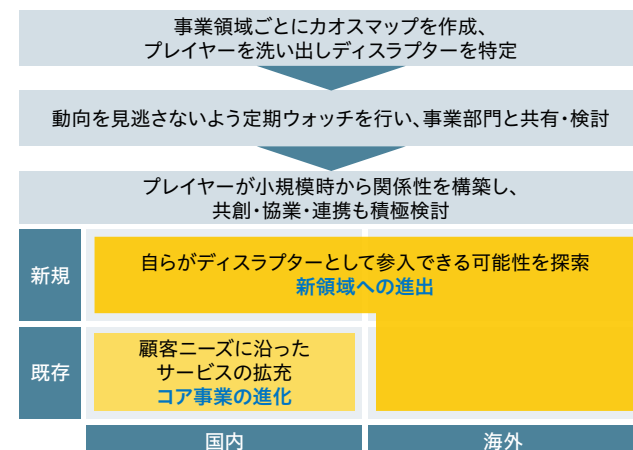 事業領域ごとにカオスマップを作成、
プレイヤーを洗い出しディスラプターを特定
動向を見逃さないよう定期ウォッチを行い、事業部門と共有・検討
プレイヤーが小規模時から関係性を構築し、
共創・協業・連携も積極検討
新規
自らがディスラプターとして参入できる可能性を探索
新領域への進出
既存
顧客ニーズに沿った
サービスの拡充
コア事業の進化
国内
海外